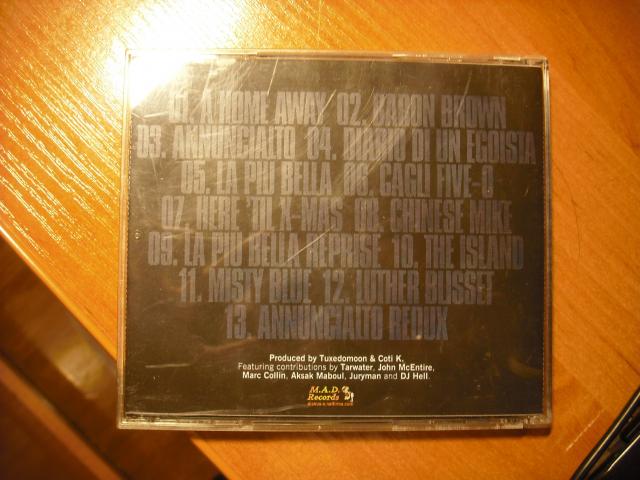 01. A HOME AWAY 02. BARON BROWN
03. ANNUNCIALTO 04. DIARIO DI UN EGOISTA
05. LA PIU BELLA 06. CAGLI FIVE-O
07. HERE 'TIL X-MAS 08. CHINESE MIKE
09. LA PIU BELLA REPRISE 10. THE ISLAND
11. MISTY BLUE 12. LUTHER BLISSET
13. ANNUNCIALTO REDUX
Produced by Tuxedomoon & Coti K.
Featuring contributions by Tarwater, John McEntire,
Marc Collin, Aksak Maboul, Juryman and DJ Hell.
M.A.D.
Records